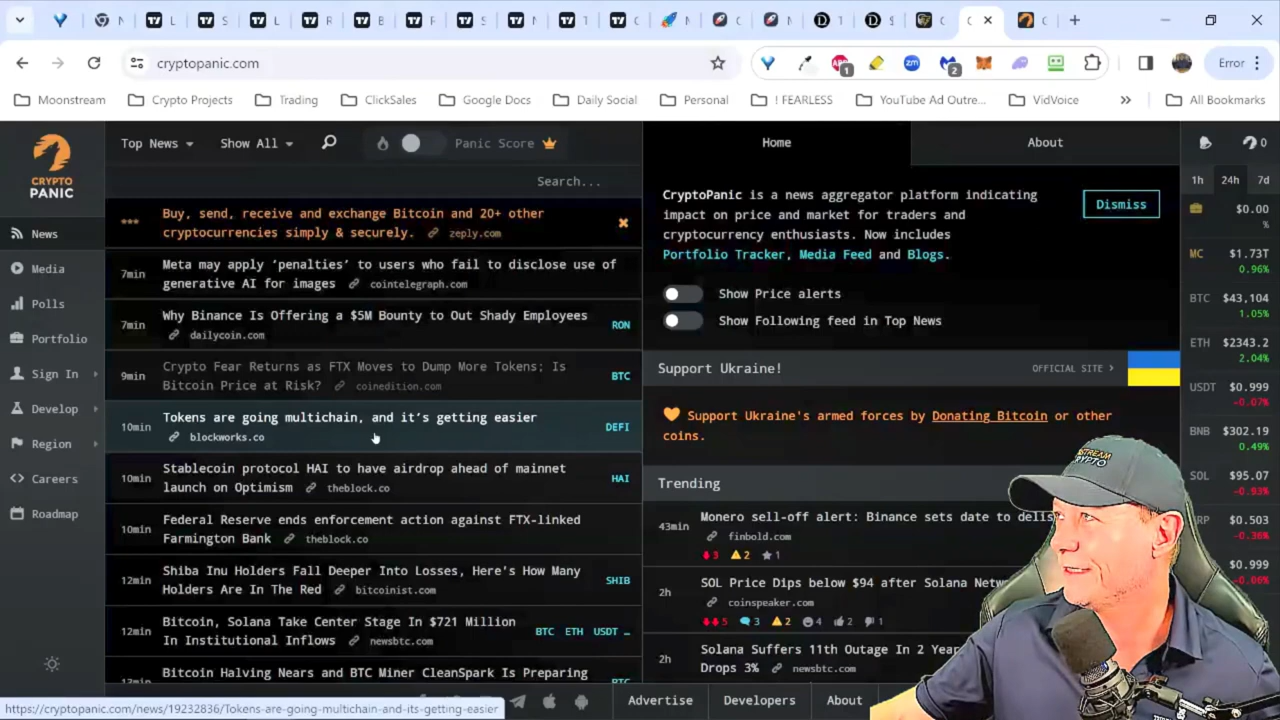 L
S
L
R
B
F
S
N
T
C
N
C
N
T
$
C
C
C
cryptopanic.com
1
2
Error
Moonstream
Crypto Projects
Trading
ClickSales
Google Docs
Daily Social
Personal
! FEARLESS
YouTube Ad Outre...
VidVoice
All Bookmarks
CRYPTO
PANIC
News
Media
Polls
Portfolio
Sign In
Develop
Region
Careers
Roadmap
Top News
Show All
Panic Score
Search...
***
Buy, send, receive and exchange Bitcoin and 20+ other
cryptocurrencies simply & securely. zeply.com
7min
Meta may apply ‘penalties’ to users who fail to disclose use of
generative AI for images cointelegraph.com
7min
Why Binance Is Offering a $5M Bounty to Out Shady Employees
dailycoin.com
RON
9min
Crypto Fear Returns as FTX Moves to Dump More Tokens; Is
Bitcoin Price at Risk? coinedition.com
BTC
10min
Tokens are going multichain, and it’s getting easier
blockworks.co
DEFI
10min
Stablecoin protocol HAI to have airdrop ahead of mainnet
launch on Optimism theblock.co
HAI
10min
Federal Reserve ends enforcement action against FTX-linked
Farmington Bank theblock.co
12min
Shiba Inu Holders Fall Deeper Into Losses, Here's How Many
Holders Are In The Red bitcoinist.com
SHIB
12min
Bitcoin, Solana Take Center Stage In $721 Million
In Institutional Inflows newsbtc.com
BTC ETH USDT …
Bitcoin Halving Nears and BTC Miner CleanSpark Is Preparing
https://cryptopanic.com/news/19232836/Tokens-are-going-multichain-and-its-getting-easier
Home
About
CryptoPanic is a news aggregator platform indicating
impact on price and market for traders and
cryptocurrency enthusiasts. Now includes
Portfolio Tracker, Media Feed and Blogs.
Dismiss
Show Price alerts
Show Following feed in Top News
Support Ukraine!
OFFICIAL SITE >
Support Ukraine's armed forces by Donating Bitcoin or other
coins.
Trending
43min
Monero sell-off alert: Binance sets date to
finbold.com
3 2 1
2h
SOL Price Dips below $94 after Solana
coinspeaker.com
5 3 2 4 2 1
2h
Solana Suffers 11th Outage In 2
Drops 3% newsbtc.com
Advertise
Developers
About
0
1h
24h
7d
$0.00
%
MC
$1.73T
0.96%
BTC
$43,104
1.05%
ETH
$2343.2
2.04%
USDT
$0.999
-0.07%
BNB
$302.19
0.49%
SOL
$95.07
-0.93%
$0.503
-0.36%
$0.999
CRYPTO